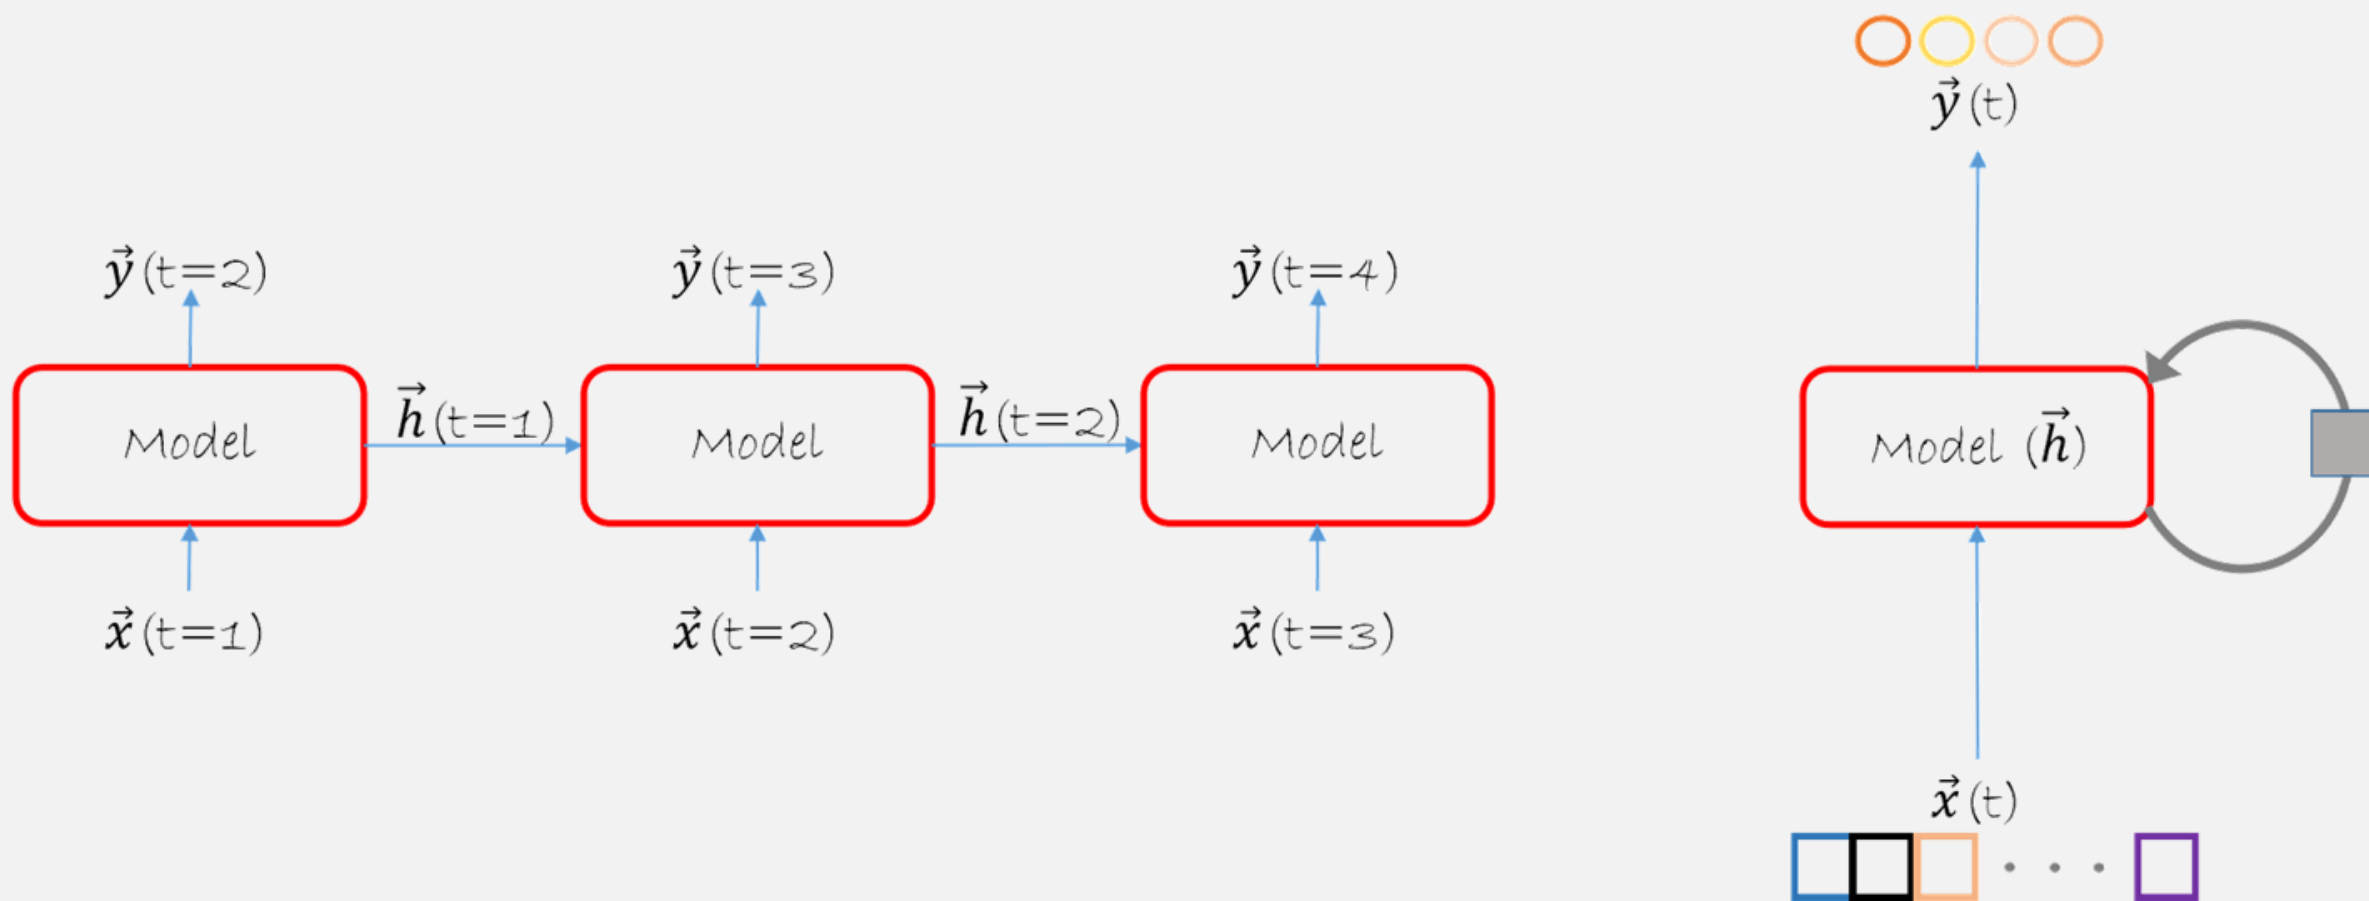 y⃗(t)
y⃗(t=2) y⃗(t=3) y⃗(t=4)
Model h⃗(t=1) Model h⃗(t=2) Model Model (h⃗)
x⃗(t=1) x⃗(t=2) x⃗(t=3)
x⃗(t)